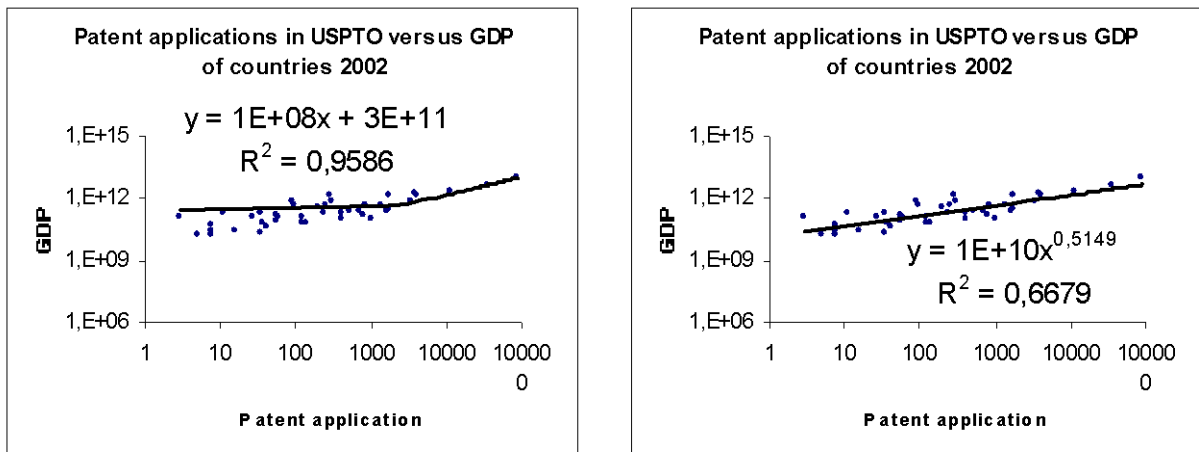 Patent applications in USPTO versus GDP
of countries 2002
y = 1E+08x + 3E+11
R² = 0,9586
1,E+15
1,E+12
1,E+09
1,E+06
GDP
1 10 100 1000 10000 10000
0
Patent application
Patent applications in USPTO versus GDP
of countries 2002
1,E+15
1,E+12
1,E+09
1,E+06
GDP
y = 1E+10x^0,5149
R² = 0,6679
1 10 100 1000 10000 10000
0
Patent application